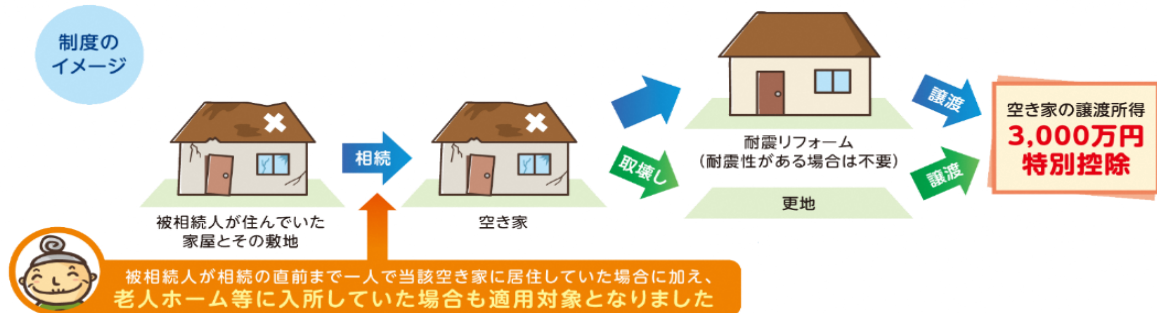 制度の
イメージ
被相続人が住んでいた
家屋とその敷地
相続
空き家
取壊し
耐震リフォーム
（耐震性がある場合は不要）
更地
譲渡
譲渡
空き家の譲渡所得
3,000万円
特別控除
被相続人が相続の直前まで一人で当該空き家に居住していた場合に加え、
老人ホーム等に入所していた場合も適用対象となりました